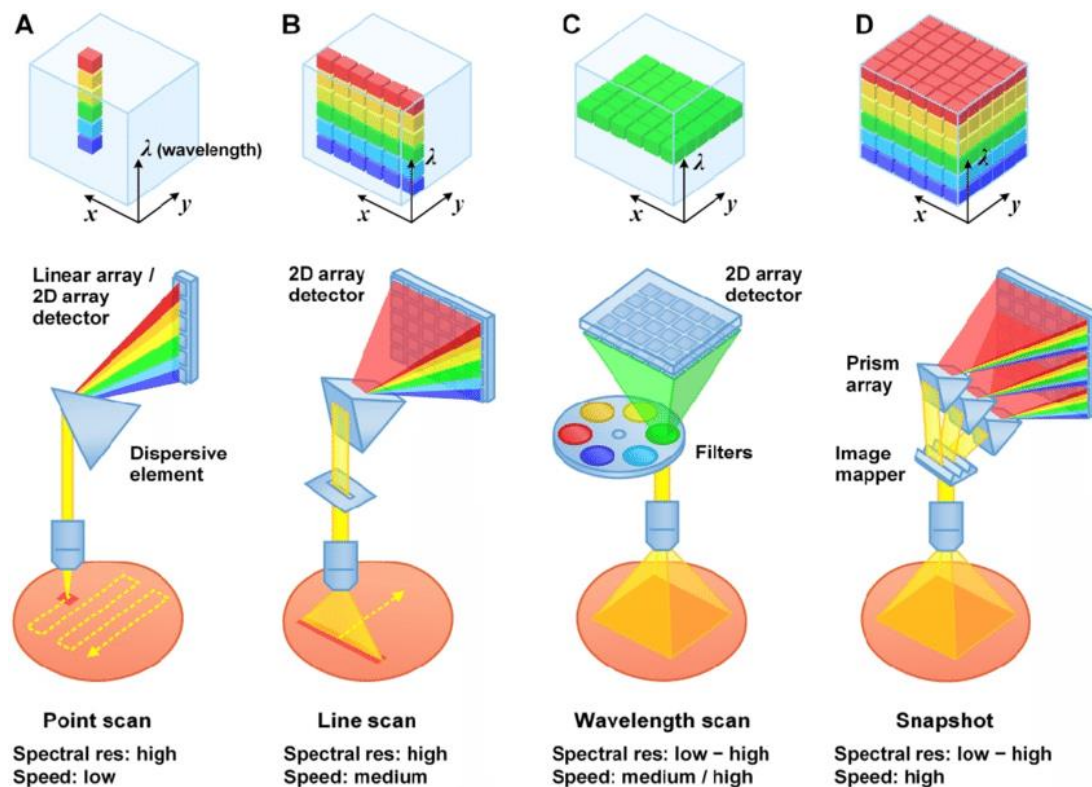 A
λ (wavelength)
x
y
B
λ
x
y
C
λ
x
y
D
λ
x
y
Linear array /
2D array
detector
Dispersive
element
2D array
detector
2D array
detector
Filters
Prism
array
Image
mapper
Point scan
Spectral res: high
Speed: low
Line scan
Spectral res: high
Speed: medium
Wavelength scan
Spectral res: low – high
Speed: medium / high
Snapshot
Spectral res: low – high
Speed: high